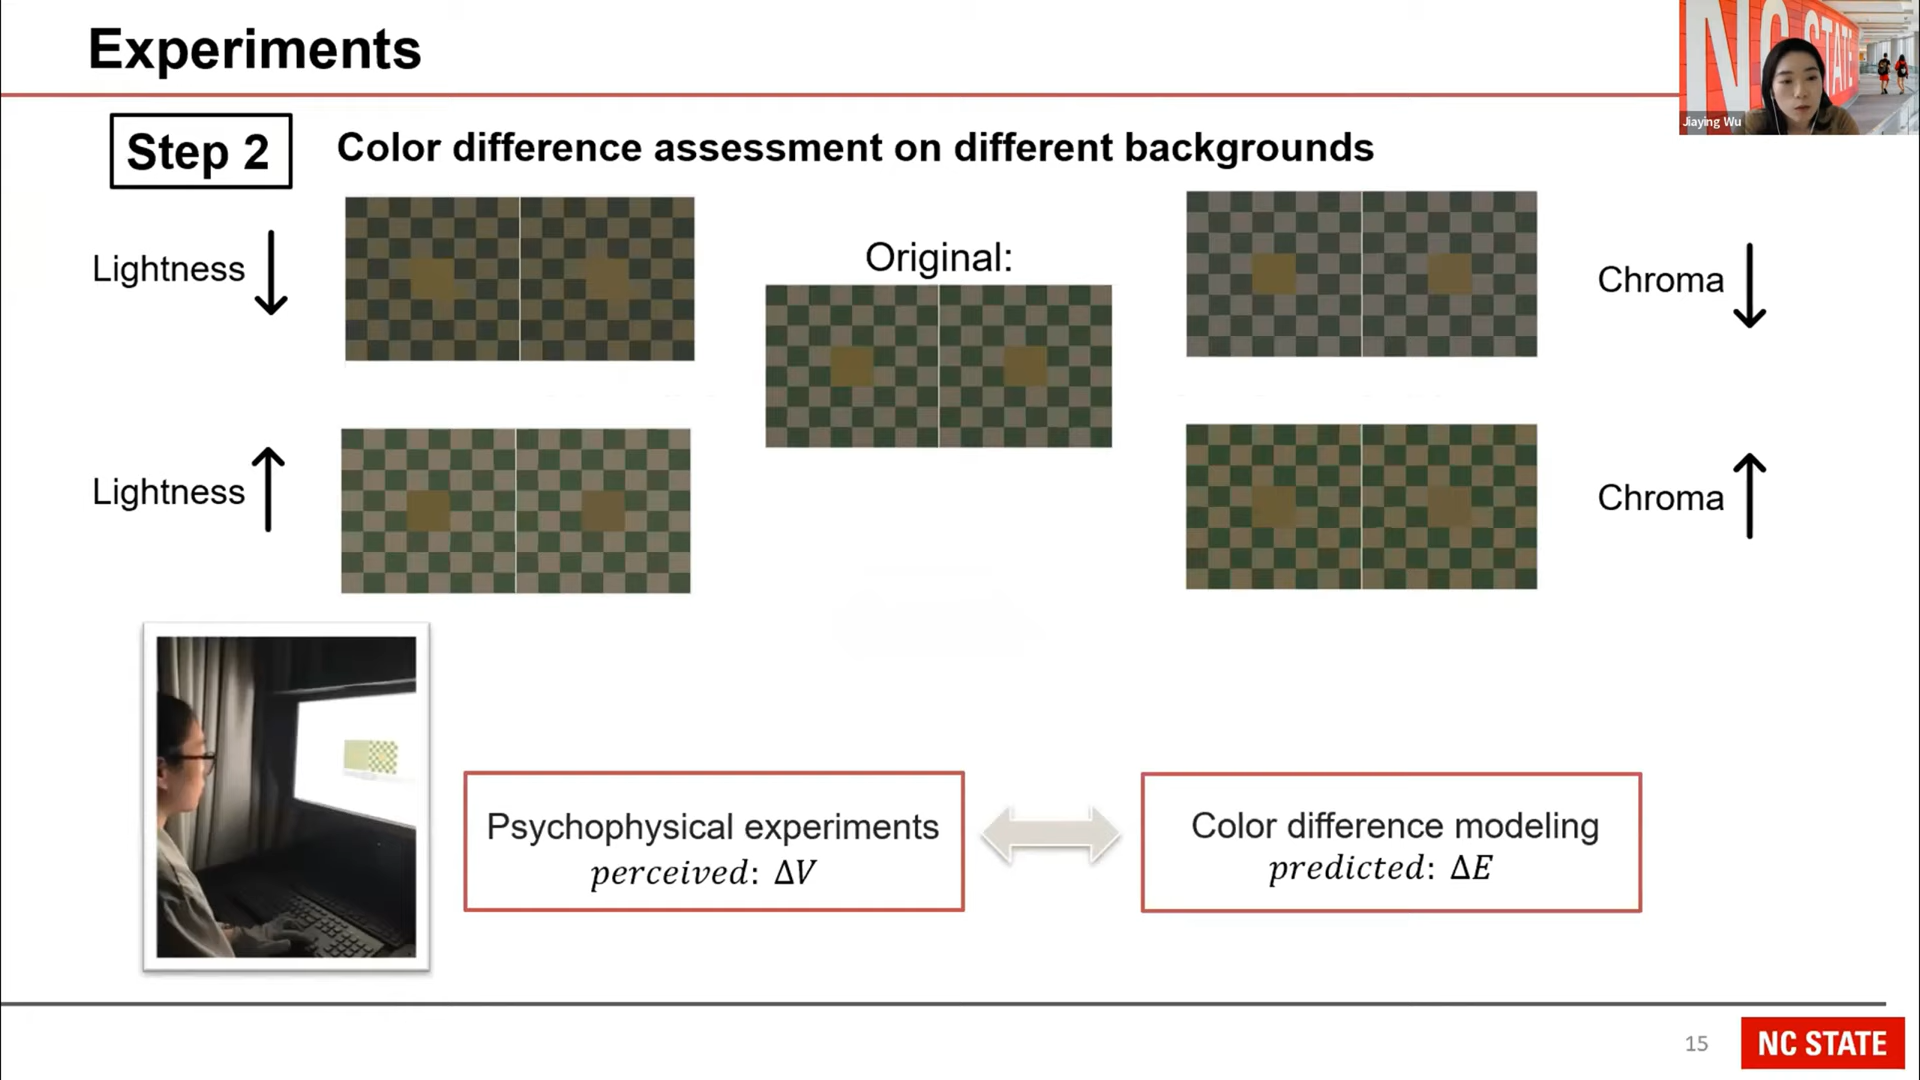 Experiments
NC STATE
Jiaying Wu
Step 2
Color difference assessment on different backgrounds
Lightness
Original:
Chroma
Lightness
Chroma
Psychophysical experiments
perceived: ΔV
Color difference modeling
predicted: ΔE
15
NC STATE